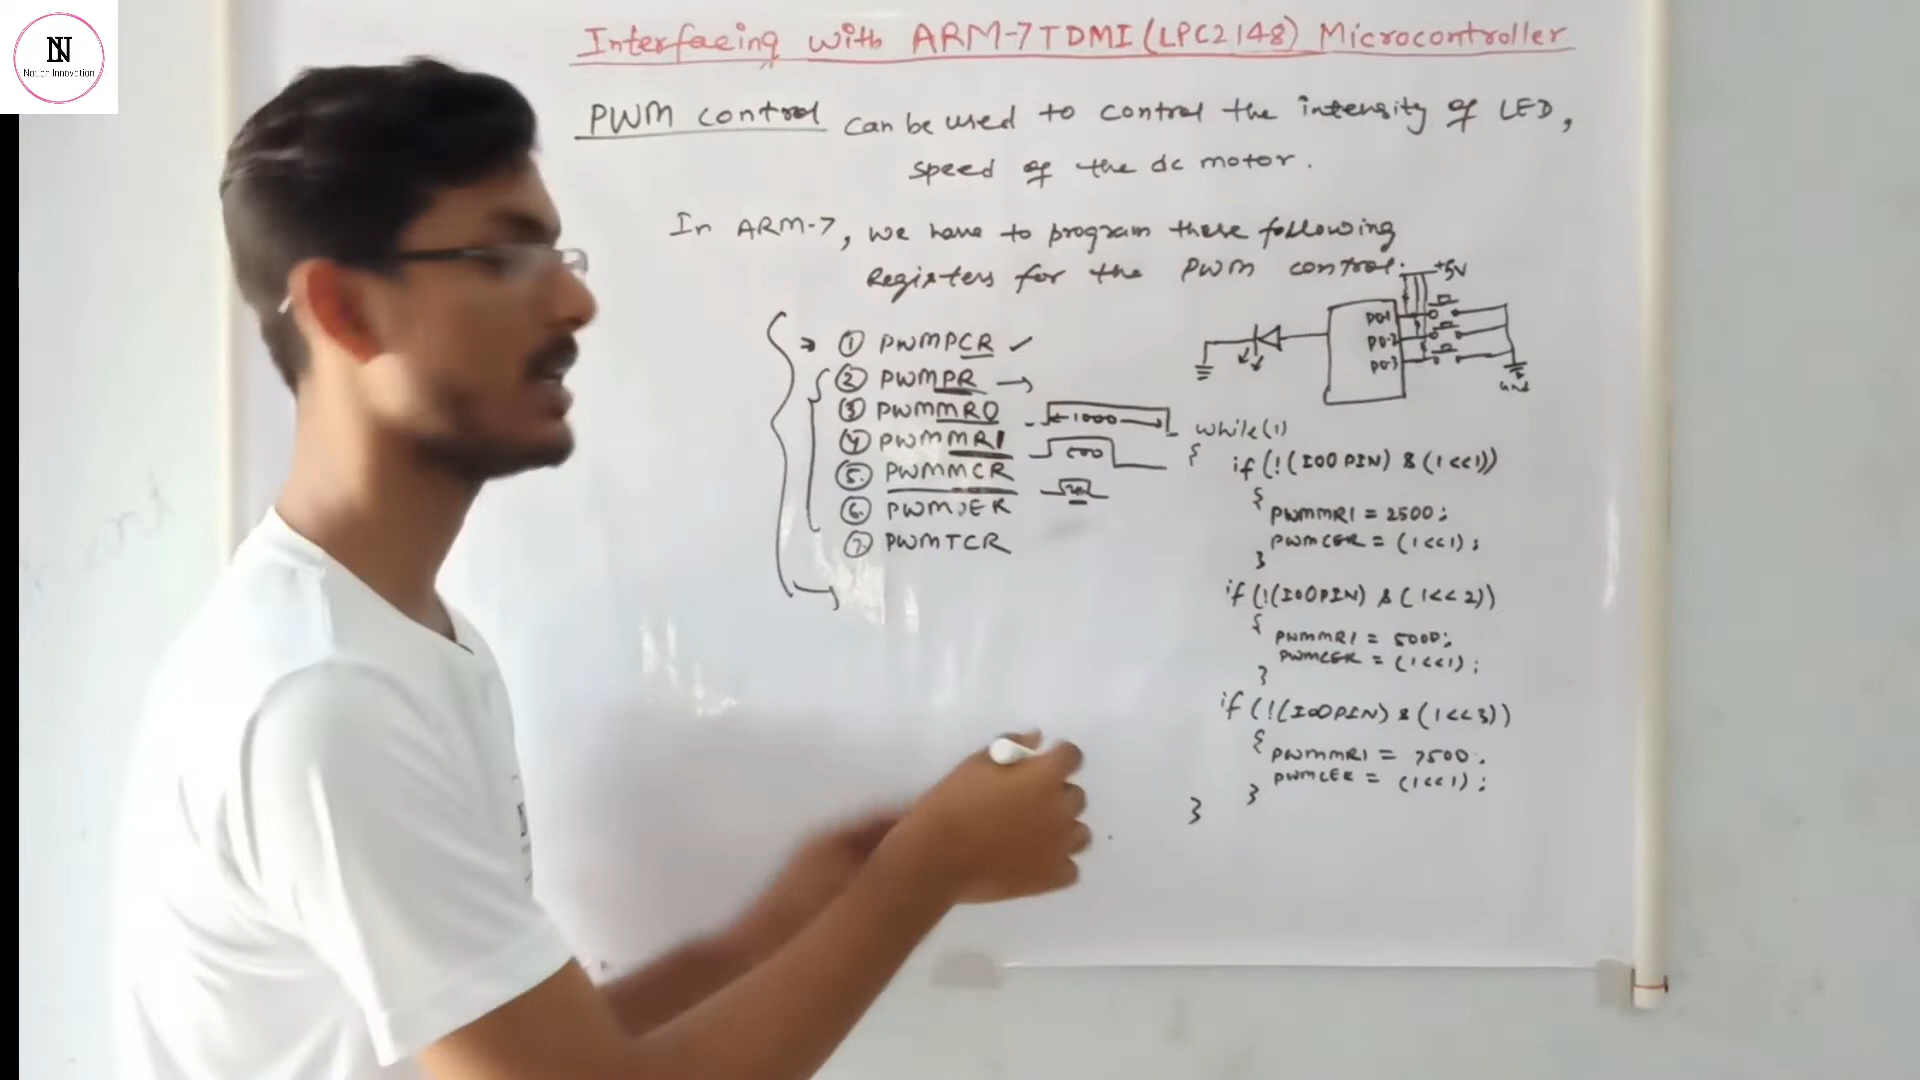 N
Notion Innovation
Interfacing with ARM-7TDMI (LPC2148) Microcontroller
PWM control can be used to control the intensity of LED,
speed of the dc motor.
In ARM-7, we have to program these following
Registers for the PWM control.
+5V
P0.1
P0.2
P0.3
Gnd
① PWMPCR ✓
② PWMPR →
③ PWMMR0
1000
④ PWMMR1
500
⑤. PWMMCR
⑥.
⑦. PWMTCR
while(1)
{
if (!(IO0PIN) & (1<<1))
{
PWMMR1 = 2500;
PWMLER = (1<<1);
}
if (!(IO0PIN) & (1<<2))
{
PWMMR1 = 5000;
PWMLER = (1<<1);
}
if (!(IO0PIN) & (1<<3))
{
PWMMR1 = 7500;
PWMLER = (1<<1);
}
}